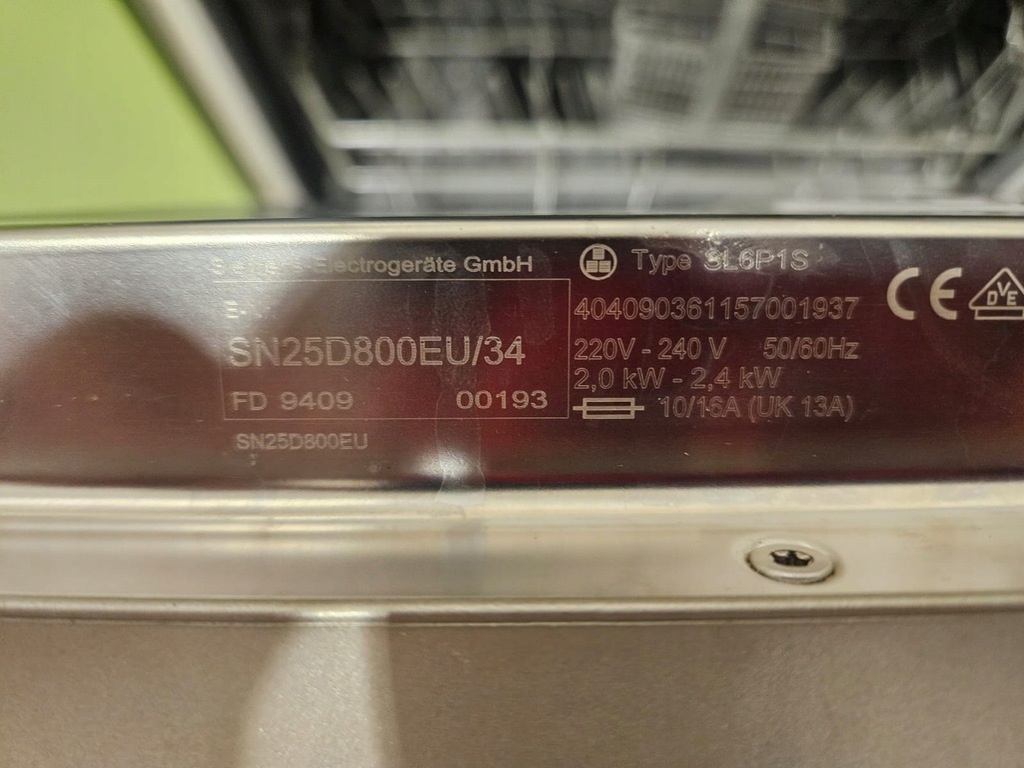 Electrogeräte GmbH
Type SL6P1S
SN25D800EU/34
FD 9409 00193
SN25D800EU
404090361157001937
220V - 240 V 50/60Hz
2,0 kW - 2,4 kW
10/16A (UK 13A)
CE
DVE